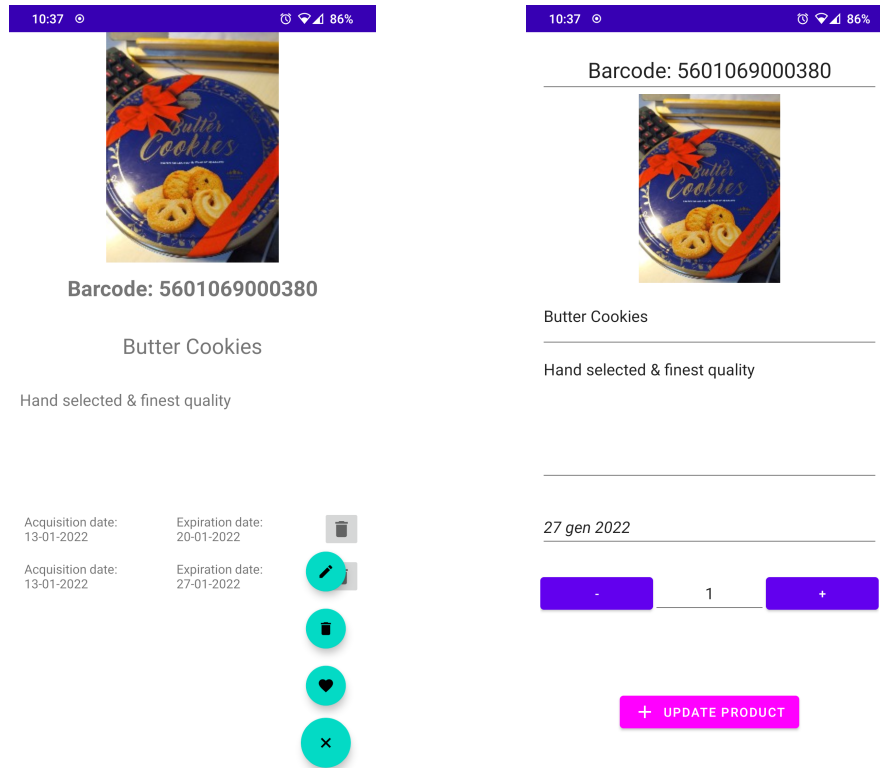 10:37
86%
Butter
Cookies
Barcode: 5601069000380
Butter Cookies
Hand selected & finest quality
Acquisition date:
13-01-2022
Expiration date:
20-01-2022
Acquisition date:
13-01-2022
Expiration date:
27-01-2022
10:37
86%
Barcode: 5601069000380
Butter
Cookies
Butter Cookies
Hand selected & finest quality
27 gen 2022
-
1
+
UPDATE PRODUCT